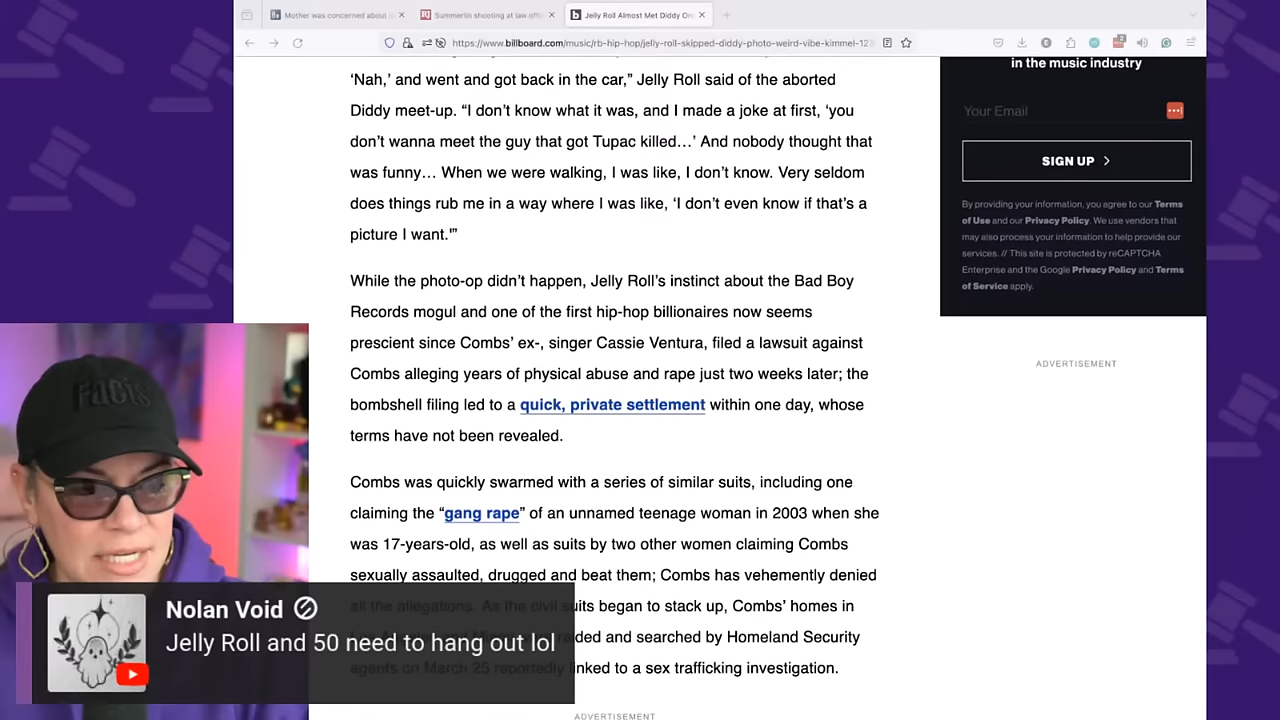 Mother was concerned about
Summerlin shooting at law offi
Jelly Roll Almost Met Diddy On
https://www.billboard.com/music/rb-hip-hop/jelly-roll-skipped-diddy-photo-weird-vibe-kimmel-12
‘Nah,’ and went and got back in the car,” Jelly Roll said of the aborted
Diddy meet-up. “I don’t know what it was, and I made a joke at first, ‘you
don’t wanna meet the guy that got Tupac killed…’ And nobody thought that
was funny… When we were walking, I was like, I don’t know. Very seldom
does things rub me in a way where I was like, ‘I don’t even know if that’s a
picture I want.’”
While the photo-op didn’t happen, Jelly Roll’s instinct about the Bad Boy
Records mogul and one of the first hip-hop billionaires now seems
prescient since Combs’ ex-, singer Cassie Ventura, filed a lawsuit against
Combs alleging years of physical abuse and rape just two weeks later; the
bombshell filing led to a quick, private settlement within one day, whose
terms have not been revealed.
Combs was quickly swarmed with a series of similar suits, including one
claiming the “gang rape” of an unnamed teenage woman in 2003 when she
was 17-years-old, as well as suits by two other women claiming Combs
sexually assaulted, drugged and beat them; Combs has vehemently denied
all the allegations. As the civil suits began to stack up, Combs’ homes in
raided and searched by Homeland Security
agents on March 25 reportedly linked to a sex trafficking investigation.
ADVERTISEMENT
in the music industry
Your Email
SIGN UP
By providing your information, you agree to our Terms
of Use and our Privacy Policy. We use vendors that
may also process your information to help provide our
services. // This site is protected by reCAPTCHA
Enterprise and the Google Privacy Policy and Terms
of Service apply.
ADVERTISEMENT
facts
Nolan Void
Jelly Roll and 50 need to hang out lol